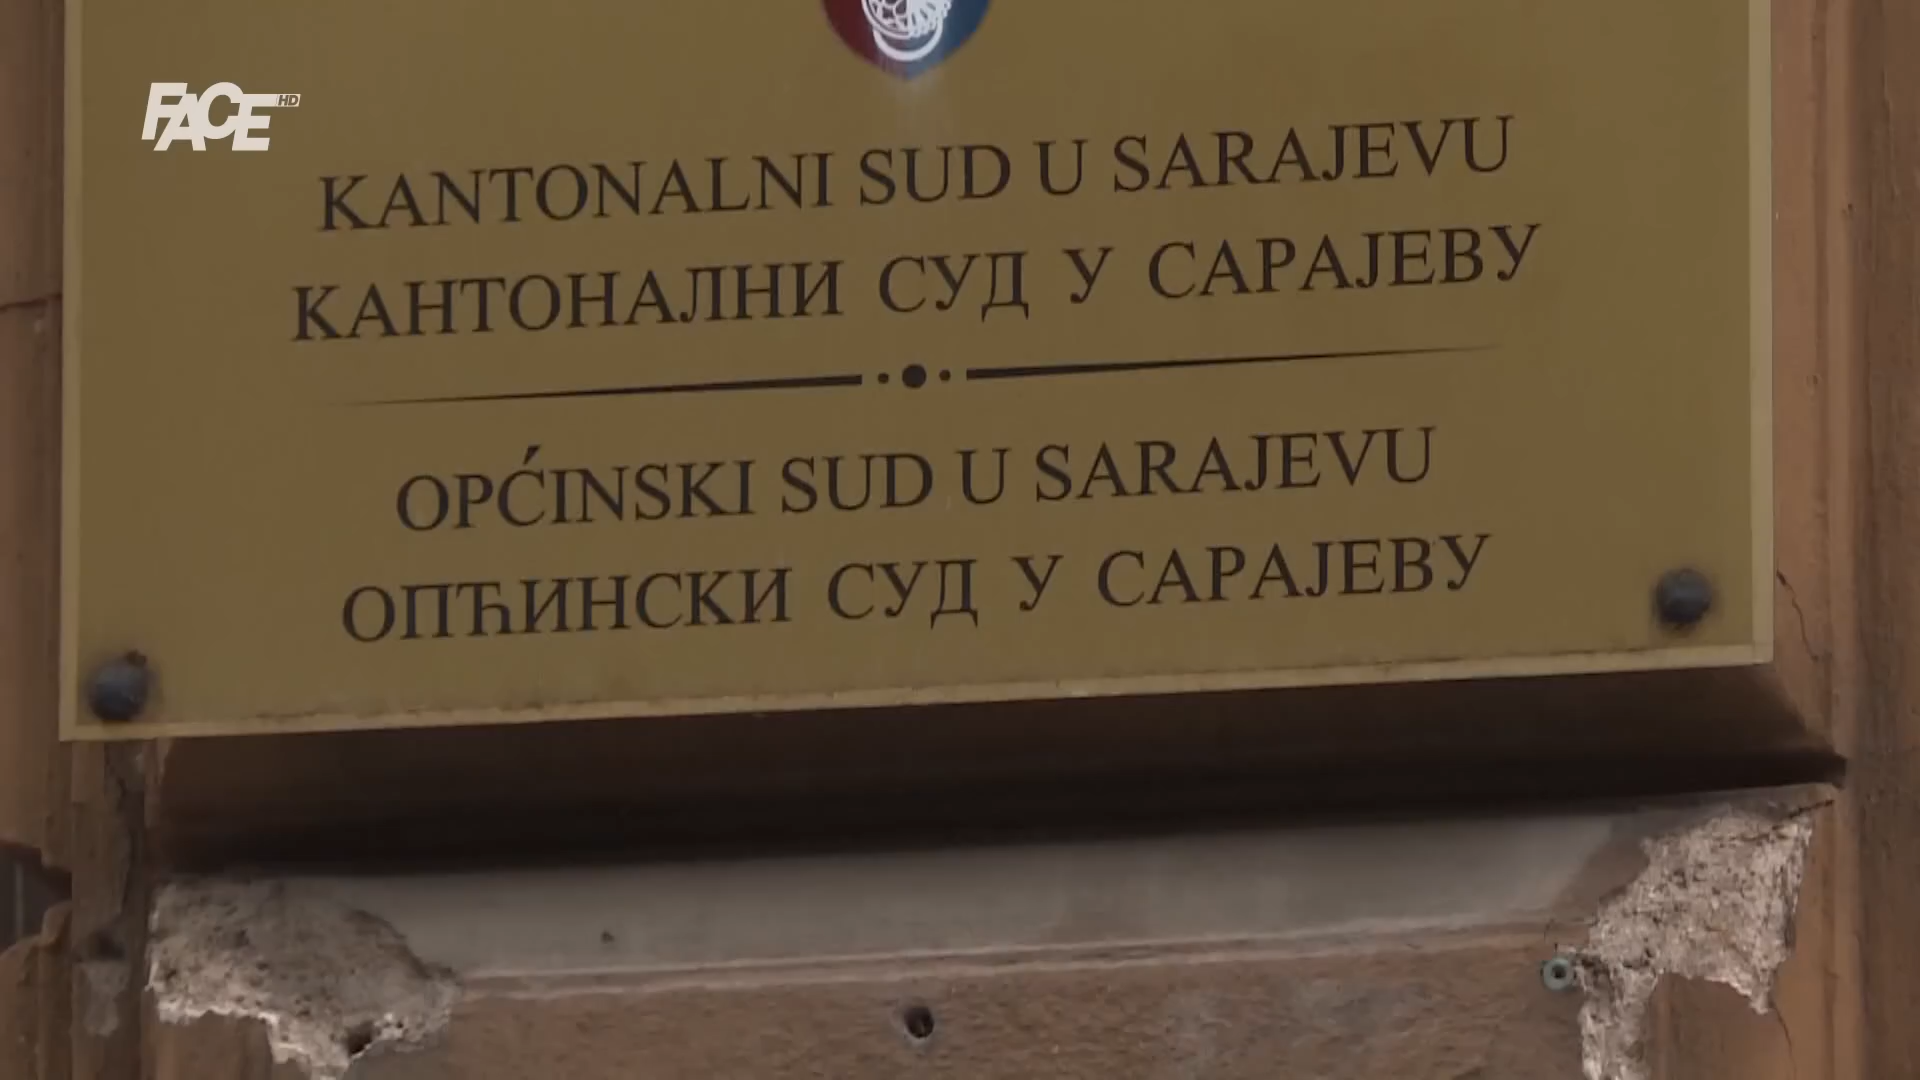 FACE HD
KANTONALNI SUD U SARAJEVU
КАНТОНАЛНИ СУД У САРАЈЕВУ
OPĆINSKI SUD U SARAJEVU
ОПЋИНСКИ СУД У САРАЈЕВУ